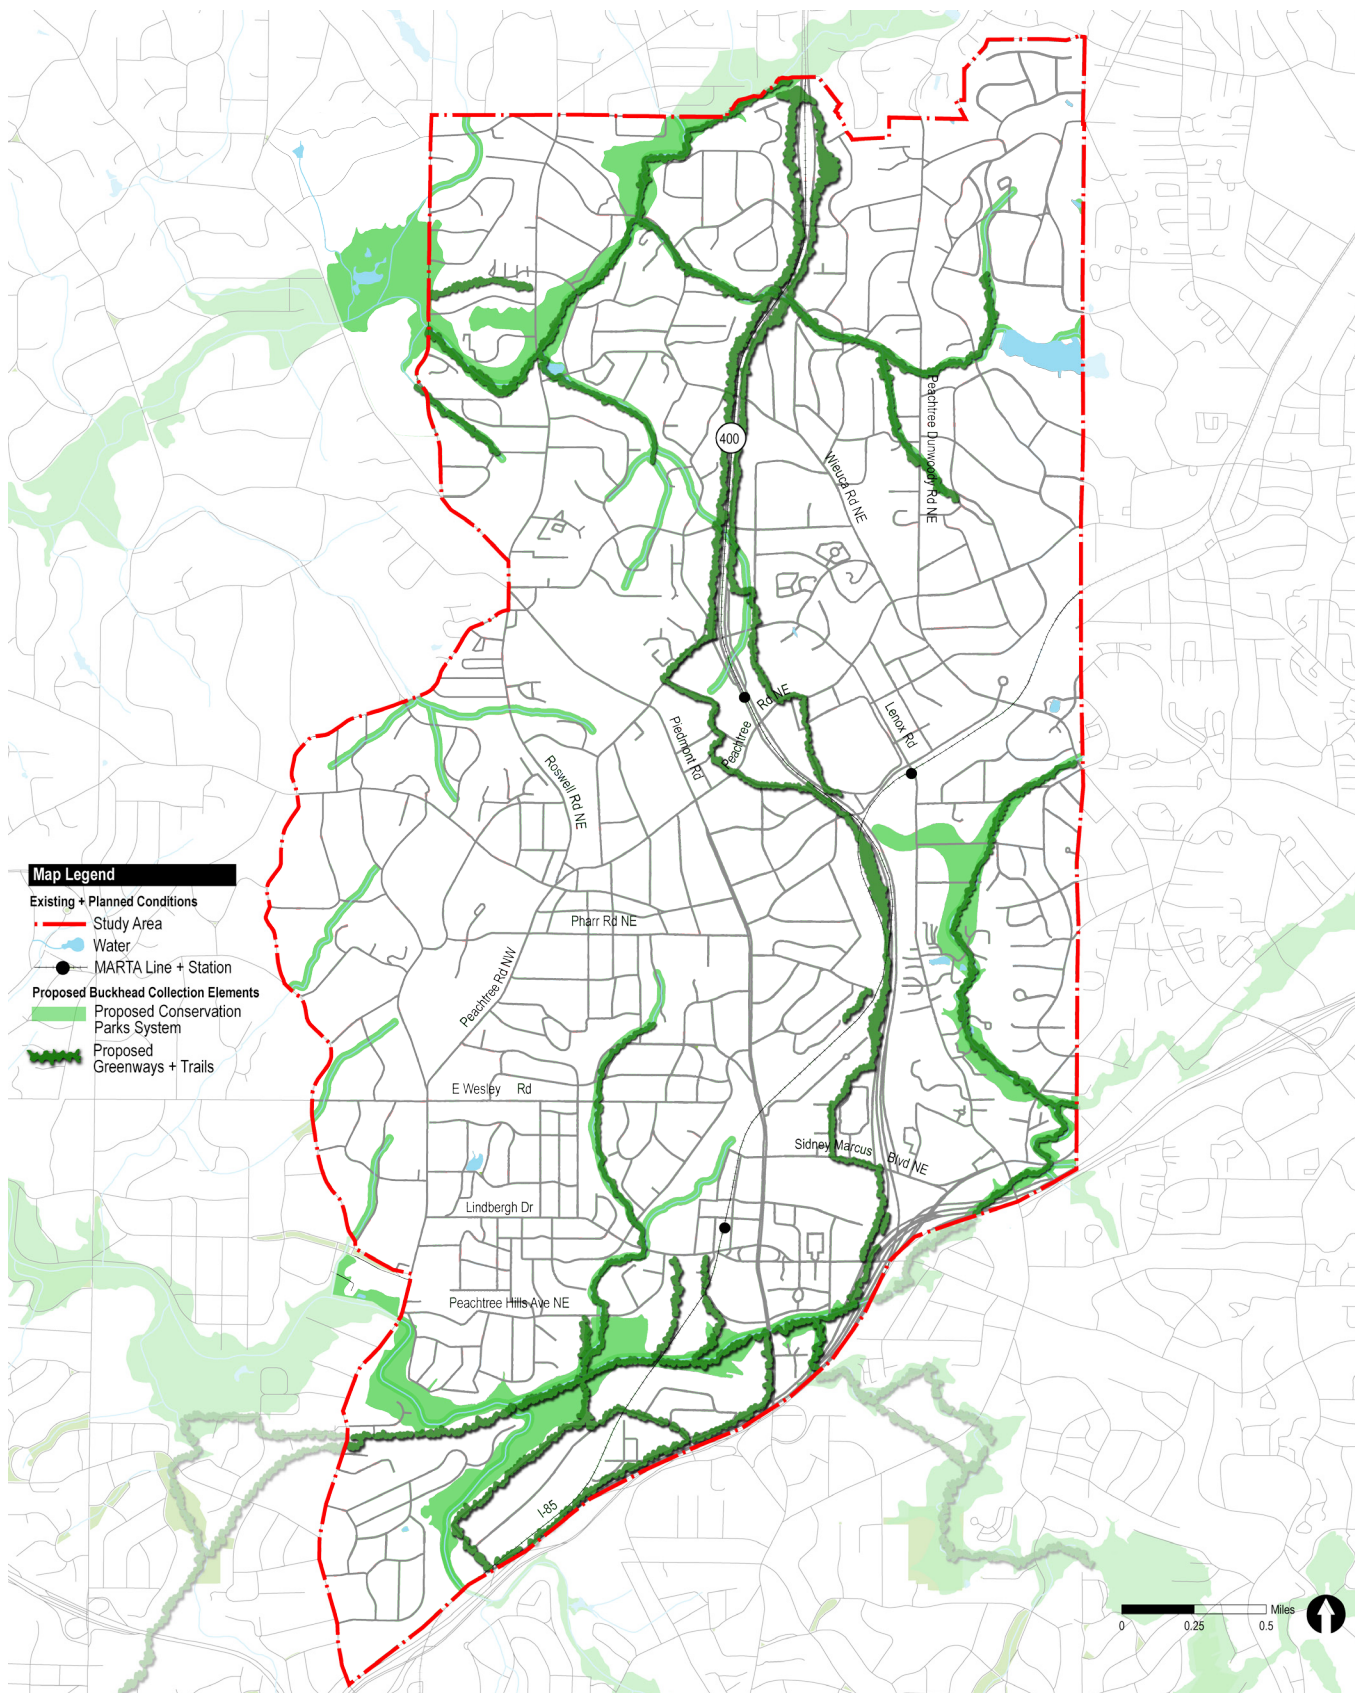 400
Wieuca Rd NE
Peachtree Dunwoody Rd NE
Peachtree Rd NE
Lenox Rd
Piedmont Rd
Roswell Rd NE
Map Legend
Existing + Planned Conditions
Study Area
Water
MARTA Line + Station
Proposed Buckhead Collection Elements
Proposed Conservation
Parks System
Proposed
Greenways + Trails
Pharr Rd NE
Peachtree Rd NW
E Wesley Rd
Sidney Marcus Blvd NE
Lindbergh Dr
Peachtree Hills Ave NE
I-85
Miles
0 0.25 0.5